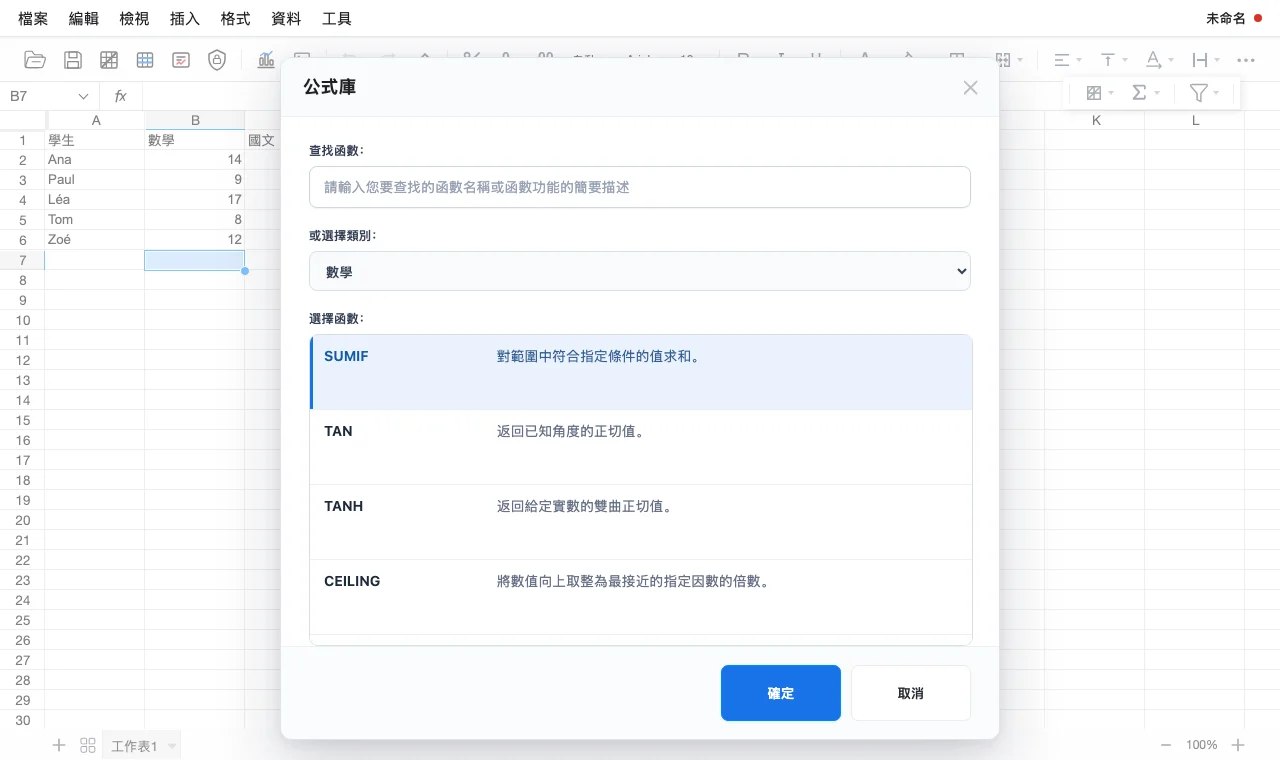 檔案 編輯 檢視 插入 格式 資料 工具 未命名
B7 fx
A B K L
1 學生 數學 國文
2 Ana 14
3 Paul 9
4 Léa 17
5 Tom 8
6 Zoé 12
7
8
9
10
11
12
13
14
15
16
17
18
19
20
21
22
23
24
25
26
27
28
29
30
公式庫
查找函數：
請輸入您要查找的函數名稱或函數功能的簡要描述
或選擇類別：
數學
選擇函數：
SUMIF 對範圍中符合指定條件的值求和。
TAN 返回已知角度的正切值。
TANH 返回給定實數的雙曲正切值。
CEILING 將數值向上取整為最接近的指定因數的倍數。
確定 取消
工作表1 100%